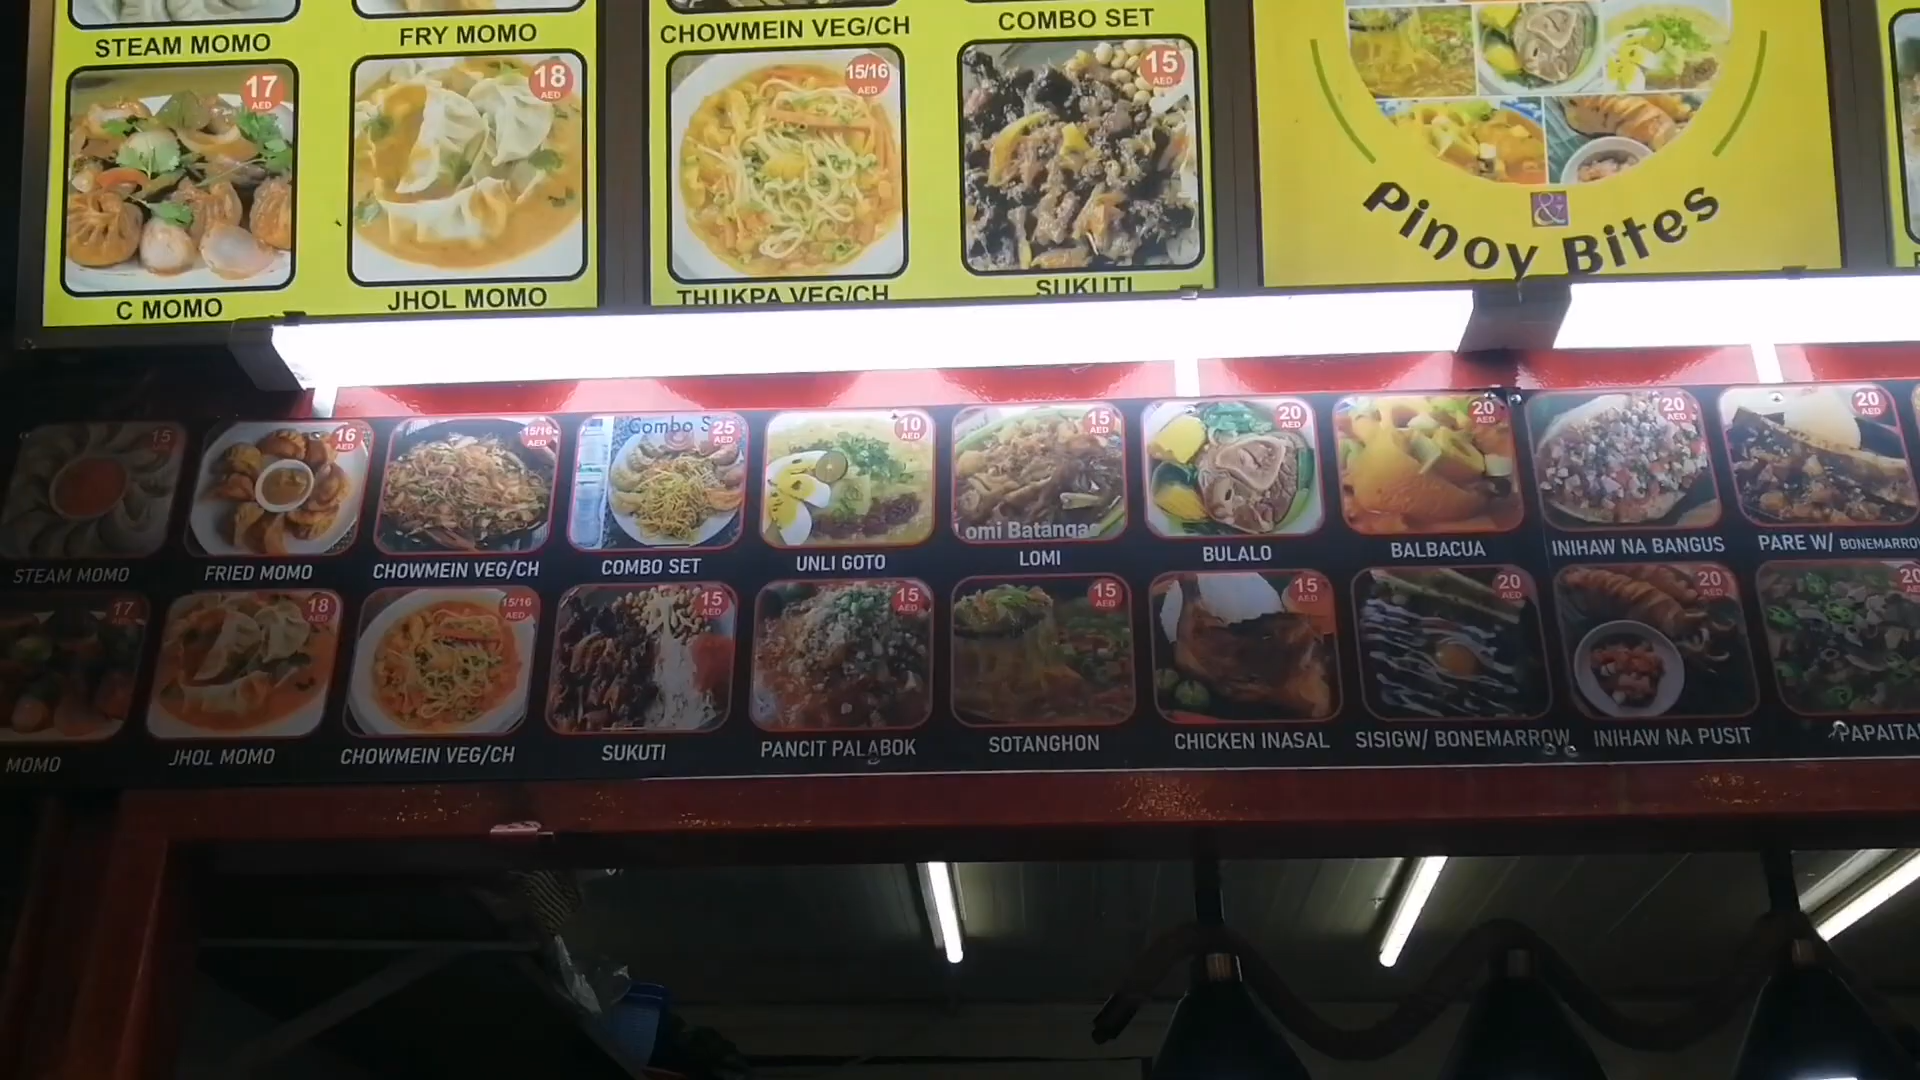 STEAM MOMO
FRY MOMO
CHOWMEIN VEG/CH
COMBO SET
17 AED
18 AED
15/16 AED
15 AED
C MOMO
JHOL MOMO
THUKPA VEG/CH
SUKUTI
&
Pinoy Bites
15
16 AED
15/16 AED
Combo S
25 AED
10 AED
15 AED
20 AED
20 AED
20 AED
20 AED
Lomi Batangas
STEAM MOMO
FRIED MOMO
CHOWMEIN VEG/CH
COMBO SET
UNLI GOTO
LOMI
BULALO
BALBACUA
INIHAW NA BANGUS
PARE W/ BONEMARROW
17 AED
18 AED
15/16 AED
15 AED
15 AED
15 AED
15 AED
20 AED
20 AED
20 AED
MOMO
JHOL MOMO
CHOWMEIN VEG/CH
SUKUTI
PANCIT PALABOK
SOTANGHON
CHICKEN INASAL
SISIGW/ BONEMARROW
INIHAW NA PUSIT
PAPAITA